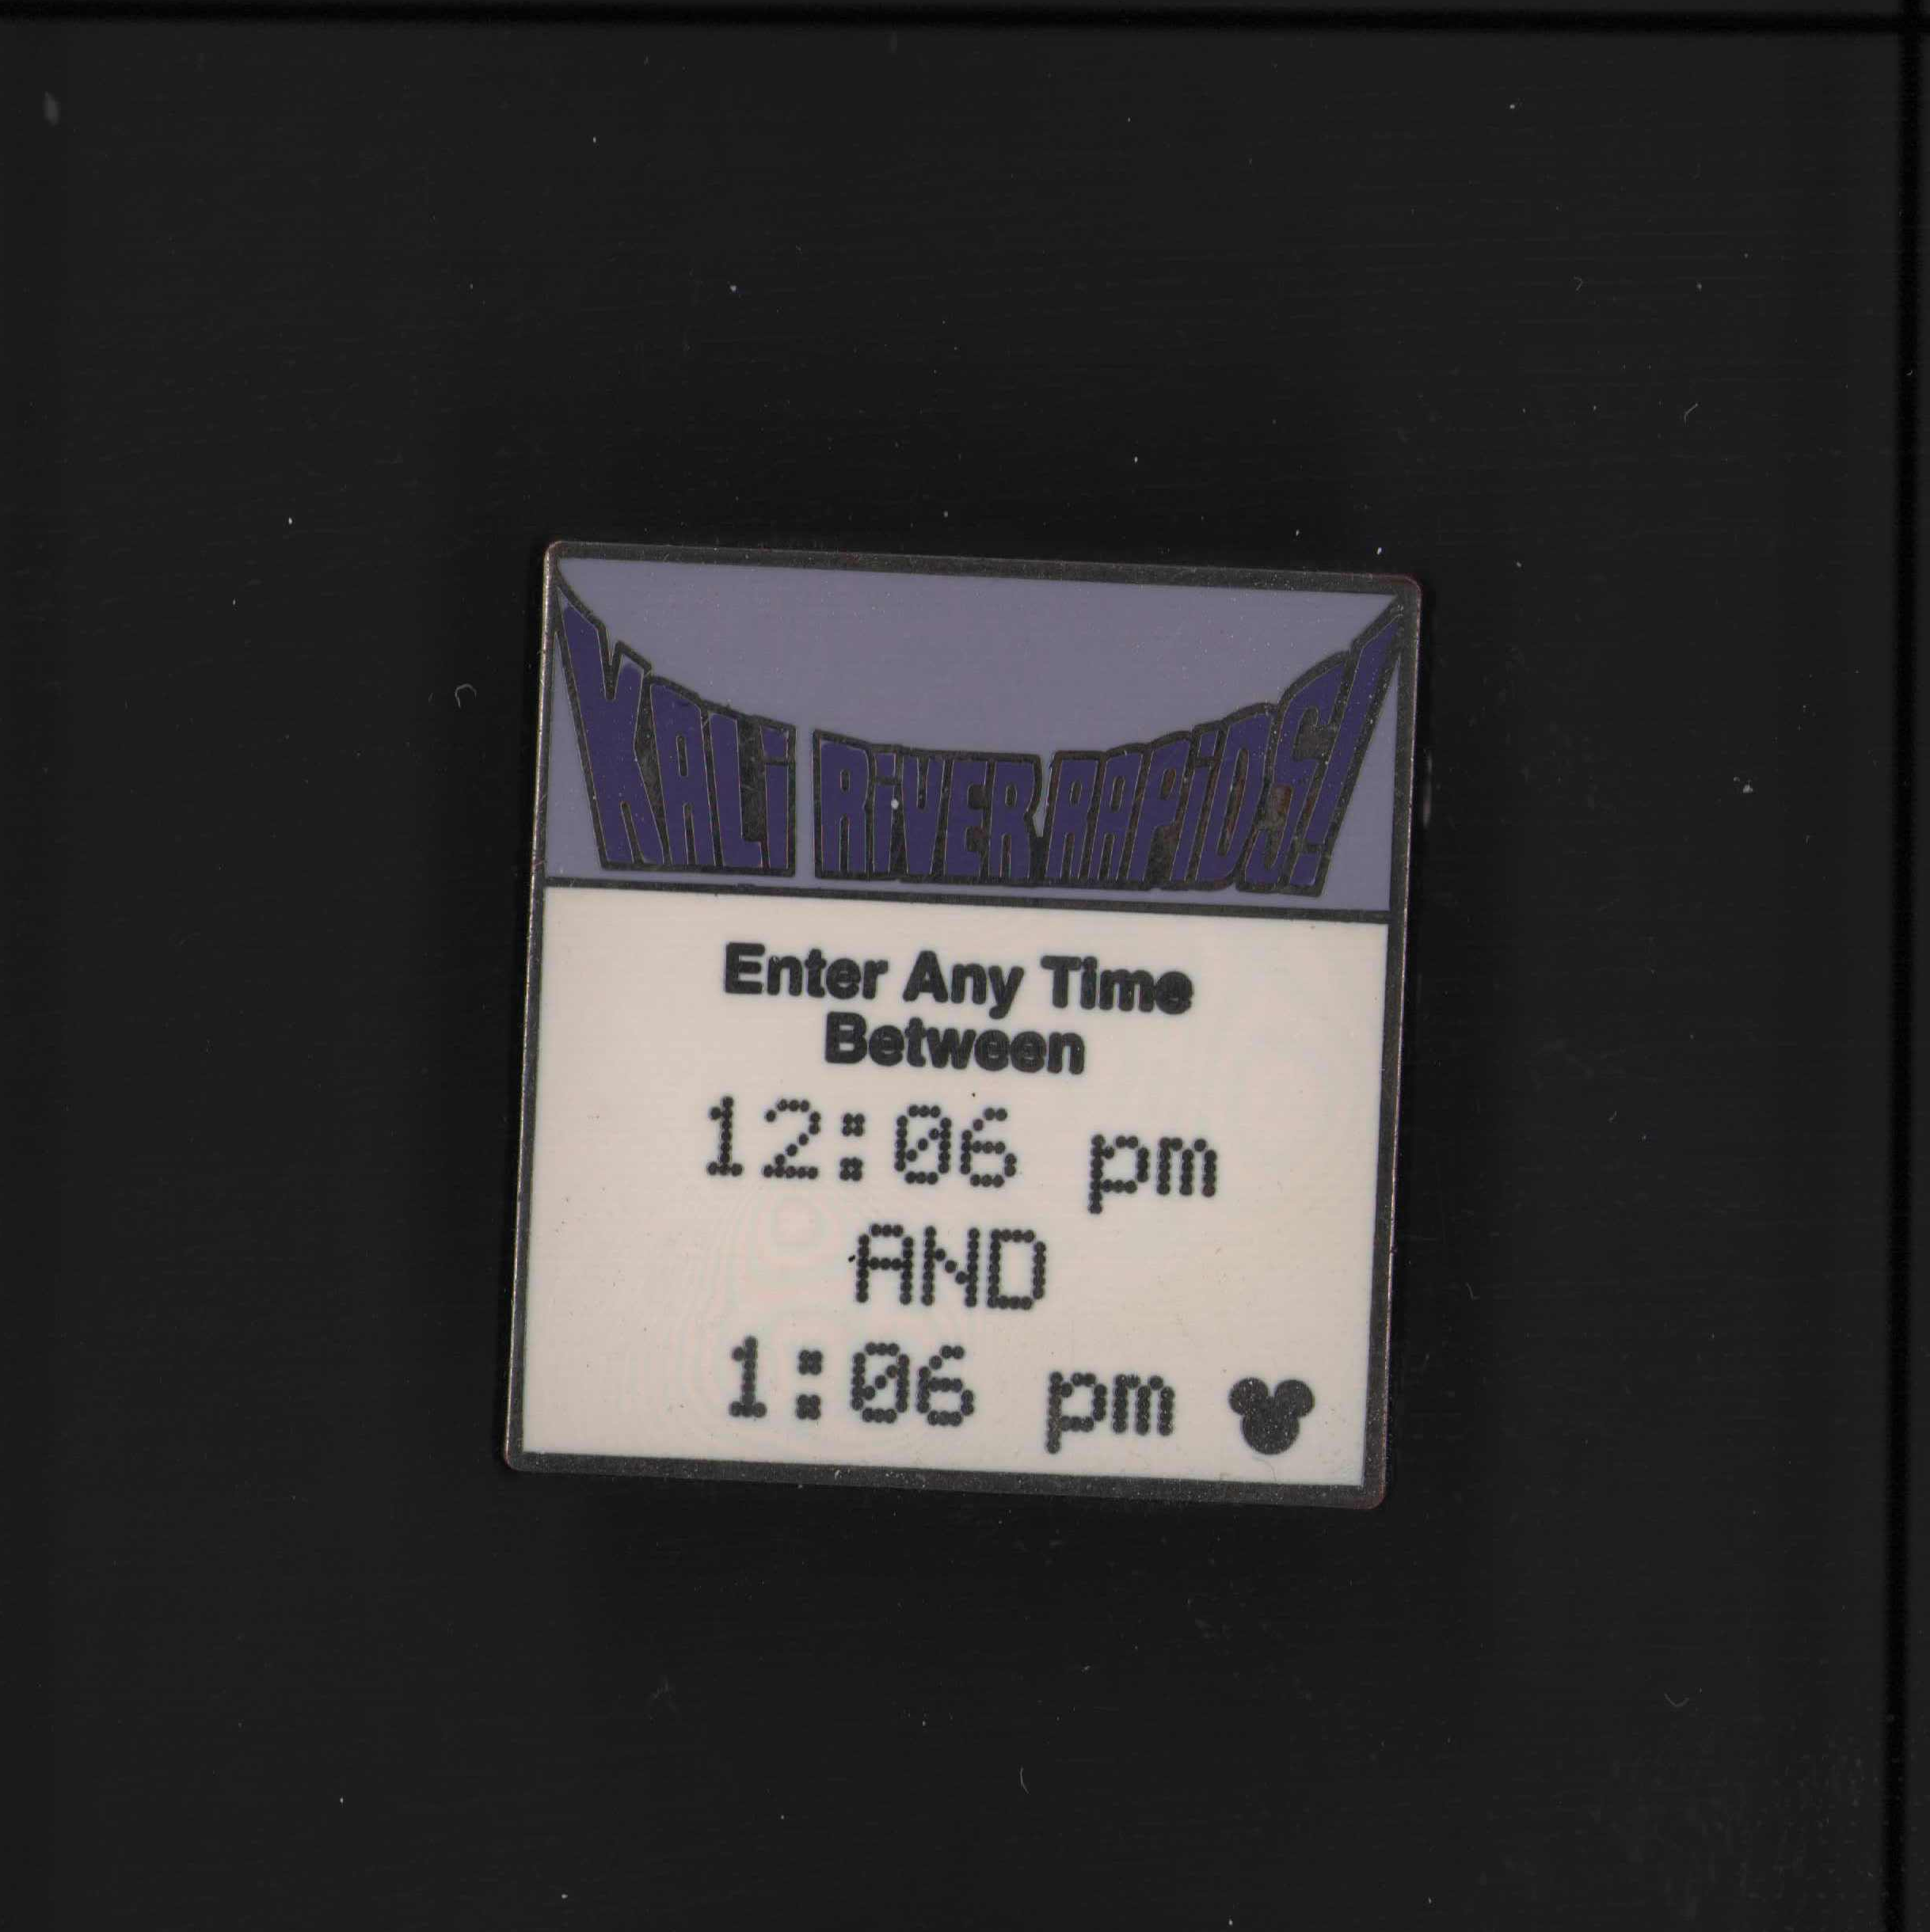 KALi RiVER RAPiDS!
Enter Any Time
Between
12:06 pm
AND
1:06 pm